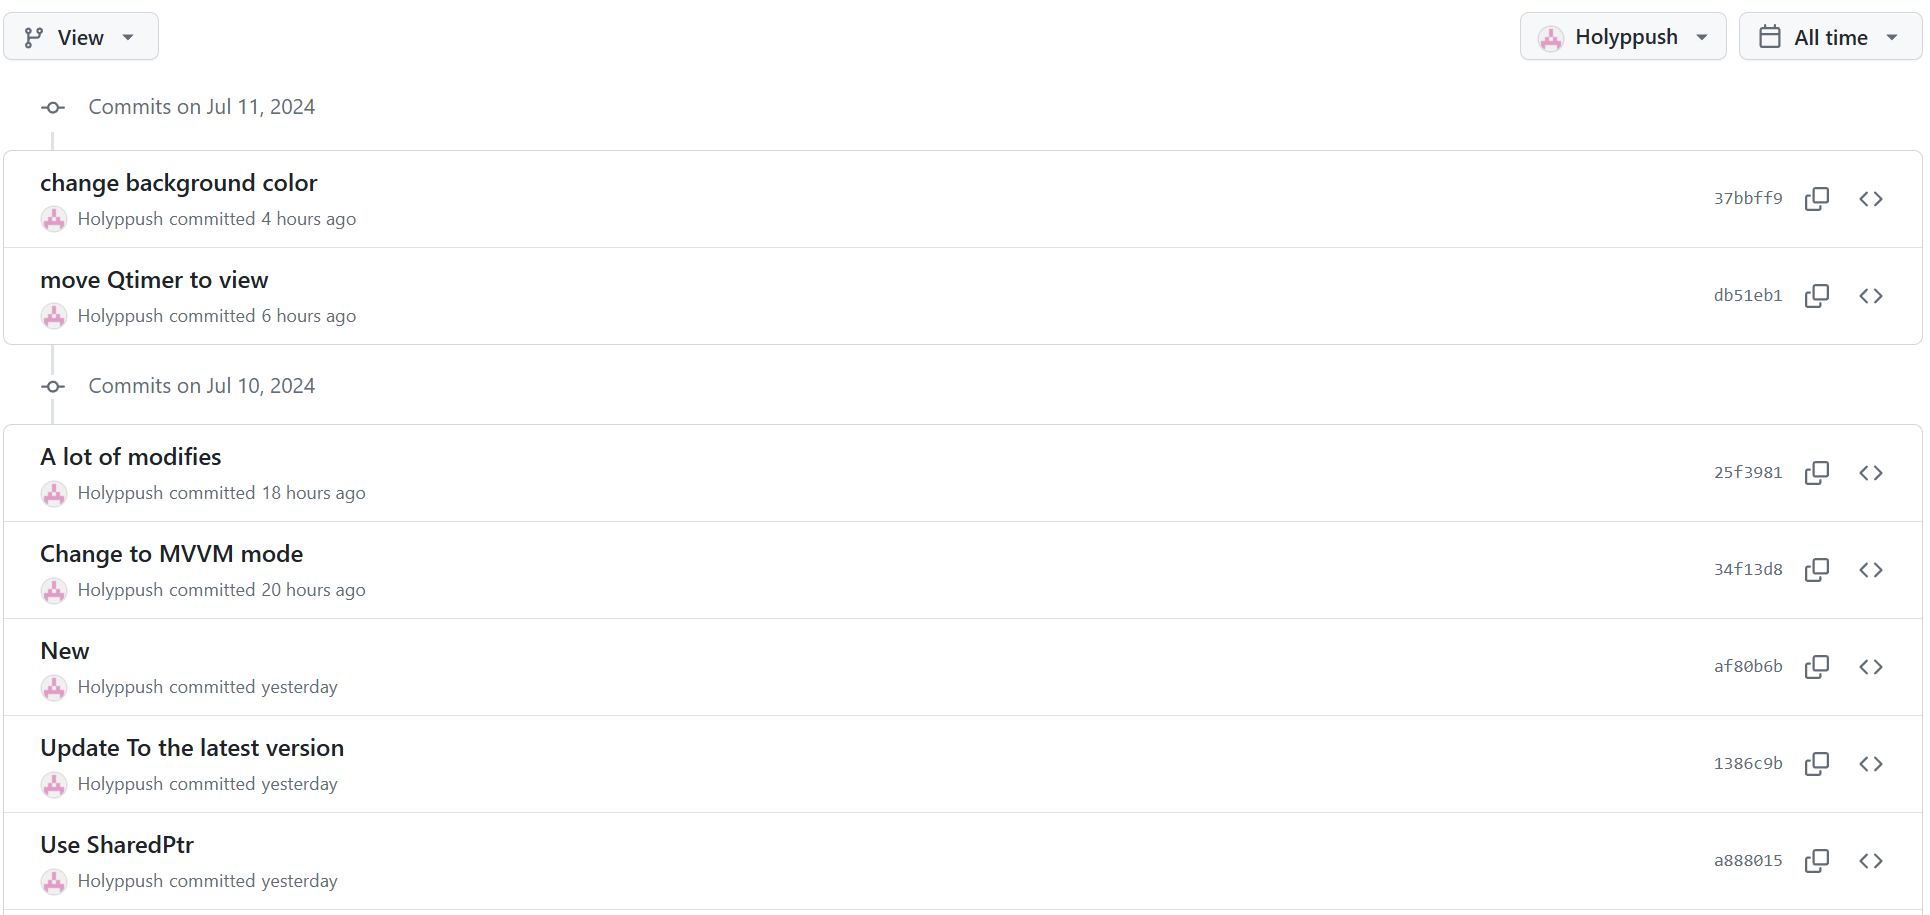 View
Holyppush
All time
Commits on Jul 11, 2024
change background color
Holyppush committed 4 hours ago
37bbff9
move Qtimer to view
Holyppush committed 6 hours ago
db51eb1
Commits on Jul 10, 2024
A lot of modifies
Holyppush committed 18 hours ago
25f3981
Change to MVVM mode
Holyppush committed 20 hours ago
34f13d8
New
Holyppush committed yesterday
af80b6b
Update To the latest version
Holyppush committed yesterday
1386c9b
Use SharedPtr
Holyppush committed yesterday
a888015